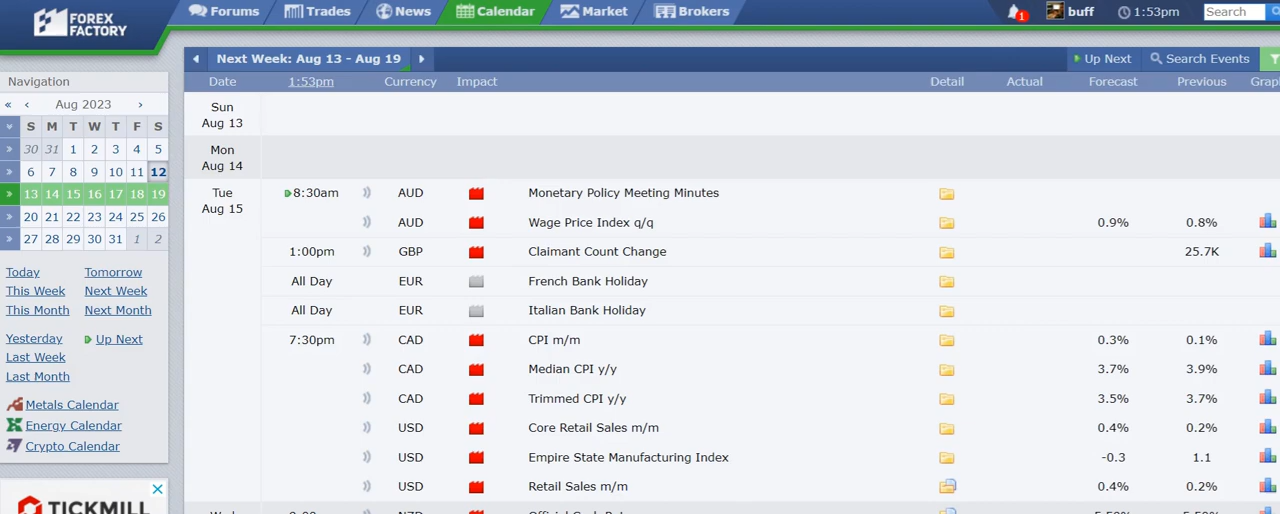 FOREX
FACTORY
Forums
Trades
News
Calendar
Market
Brokers
1
buff
1:53pm
Search
Next Week: Aug 13 - Aug 19
Up Next
Search Events
Date 1:53pm Currency Impact Detail Actual Forecast Previous Grap
Navigation
« ‹ Aug 2023 ›
S M T W T F S
30 31 1 2 3 4 5
6 7 8 9 10 11 12
13 14 15 16 17 18 19
20 21 22 23 24 25 26
27 28 29 30 31 1 2
Today Tomorrow
This Week Next Week
This Month Next Month
Yesterday Up Next
Last Week
Last Month
Metals Calendar
Energy Calendar
Crypto Calendar
TICKMILL
Sun
Aug 13
Mon
Aug 14
Tue
Aug 15
8:30am AUD Monetary Policy Meeting Minutes
AUD Wage Price Index q/q 0.9% 0.8%
1:00pm GBP Claimant Count Change 25.7K
All Day EUR French Bank Holiday
All Day EUR Italian Bank Holiday
7:30pm CAD CPI m/m 0.3% 0.1%
CAD Median CPI y/y 3.7% 3.9%
CAD Trimmed CPI y/y 3.5% 3.7%
USD Core Retail Sales m/m 0.4% 0.2%
USD Empire State Manufacturing Index -0.3 1.1
USD Retail Sales m/m 0.4% 0.2%